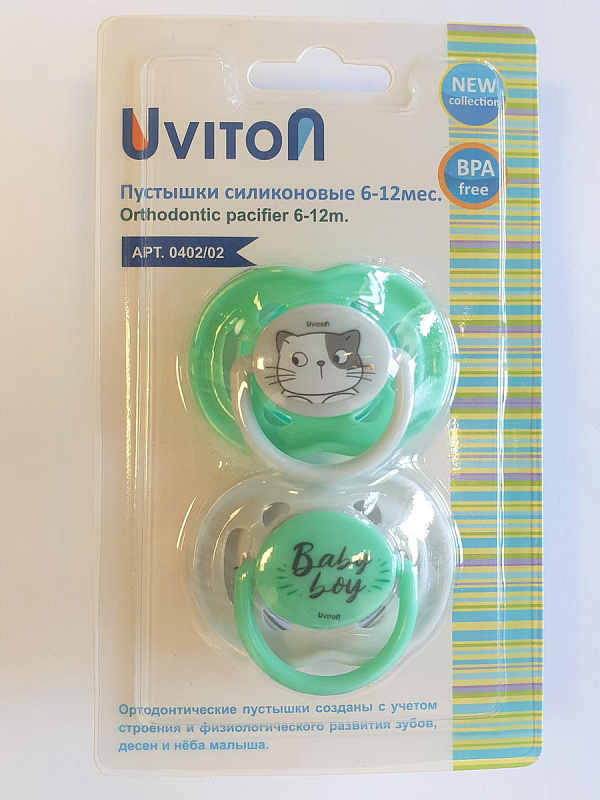 NEW
collection
UVITON
BPA
free
Пустышки силиконовые 6-12мес.
Orthodontic pacifier 6-12m.
АРТ. 0402/02
UVITON
Baby
boy
UVITON
Ортодонтические пустышки созданы с учетом
строения и физиологического развития зубов,
десен и нёба малыша.